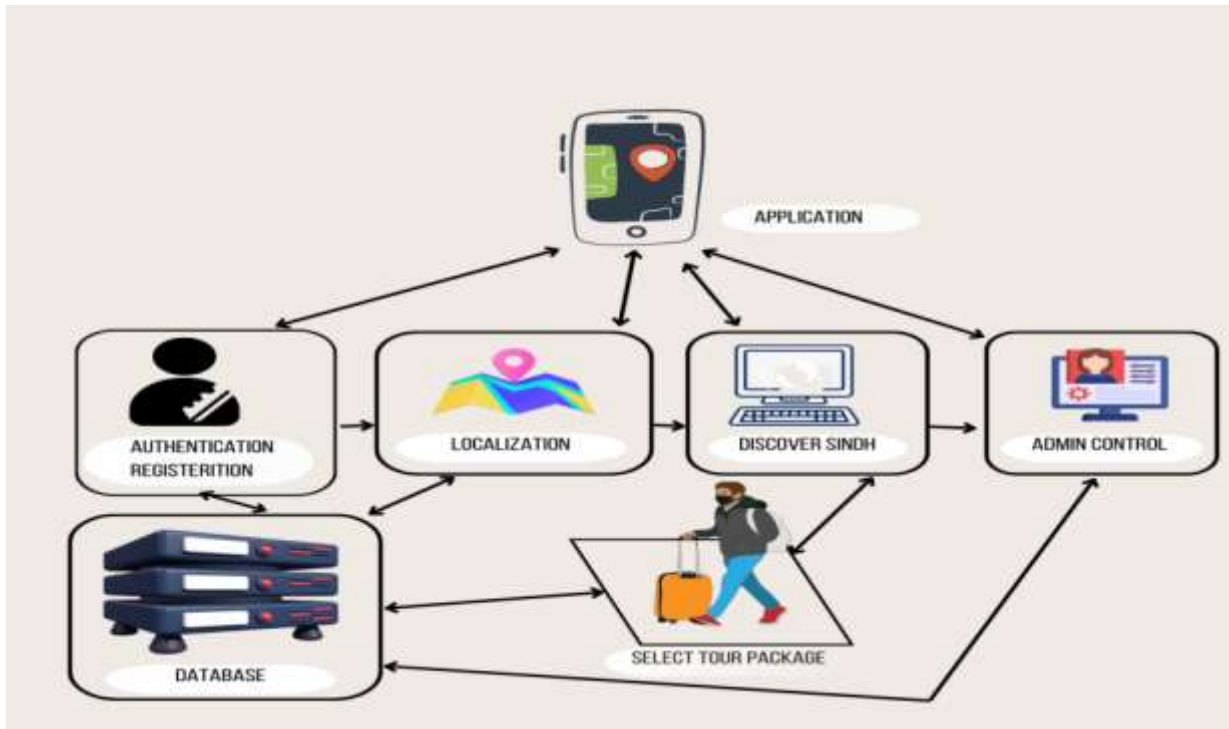 APPLICATION
AUTHENTICATION
REGISTERITION
LOCALIZATION
DISCOVER SINDH
ADMIN CONTROL
SELECT TOUR PACKAGE
DATABASE